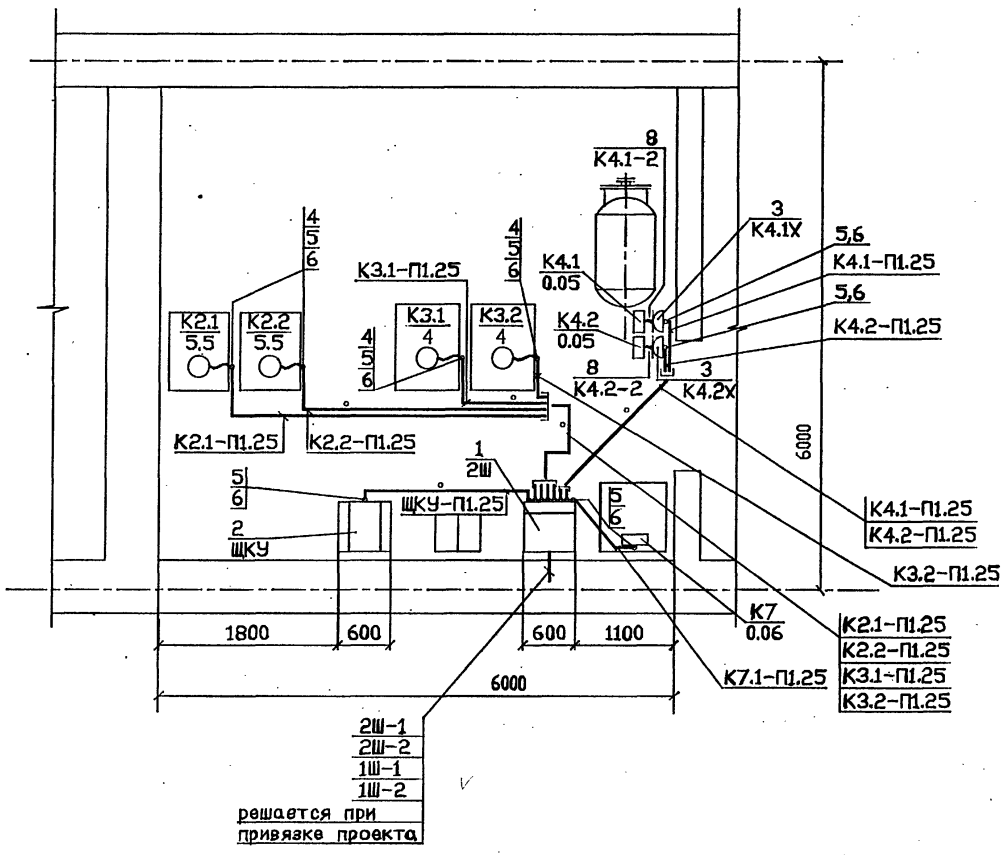 8
К4.1-2
3
К4.1Х
5,6
К4.1-П1.25
5,6
К4.2-П1.25
4
5
6
4
5
6
К3.1-П1.25
К4.1
0.05
К4.2
0.05
К2.1
5,5
К2.2
5.5
К3.1
4
К3.2
4
4
5
6
8
К4.2-2
3
К4.2Х
К2.1-П1.25
К2.2-П1.25
1
2Ш
6000
5
6
ЩКУ-П1.25
5
6
2
ЩКУ
К4.1-П1.25
К4.2-П1.25
К3.2-П1.25
К7
0.06
1800
600
600
1100
К2.1-П1.25
К2.2-П1.25
К3.1-П1.25
К3.2-П1.25
К7.1-П1.25
6000
2Ш-1
2Ш-2
1Ш-1
1Ш-2
решается при
привязке проекта